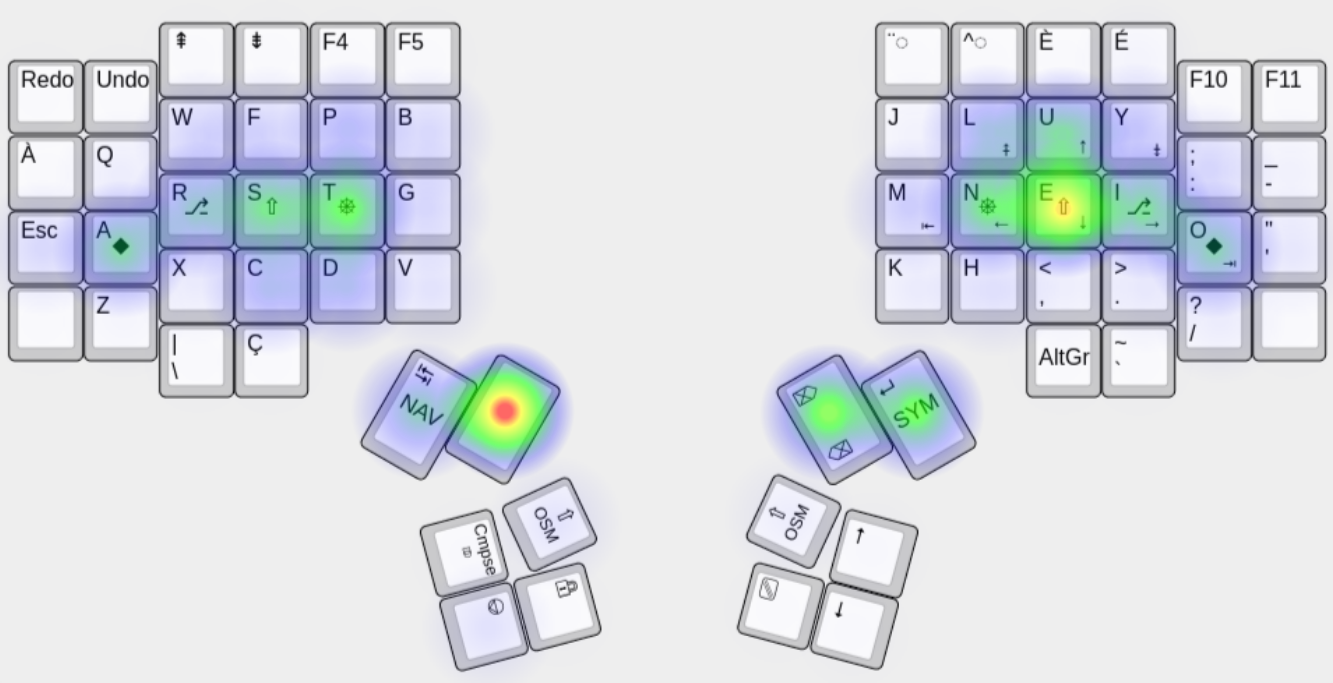 ⇞ ⇟ F4 F5
Redo Undo
W F P B
À Q
R S T G
Esc A
X C D V
Z
| \ Ç
¨◌ ^◌ È É
F10 F11
J L U Y
; : _ -
M N E I
O " '
K H < , > .
? /
AltGr ~ `
NAV
SYM
OSM
Cmpse
OSM